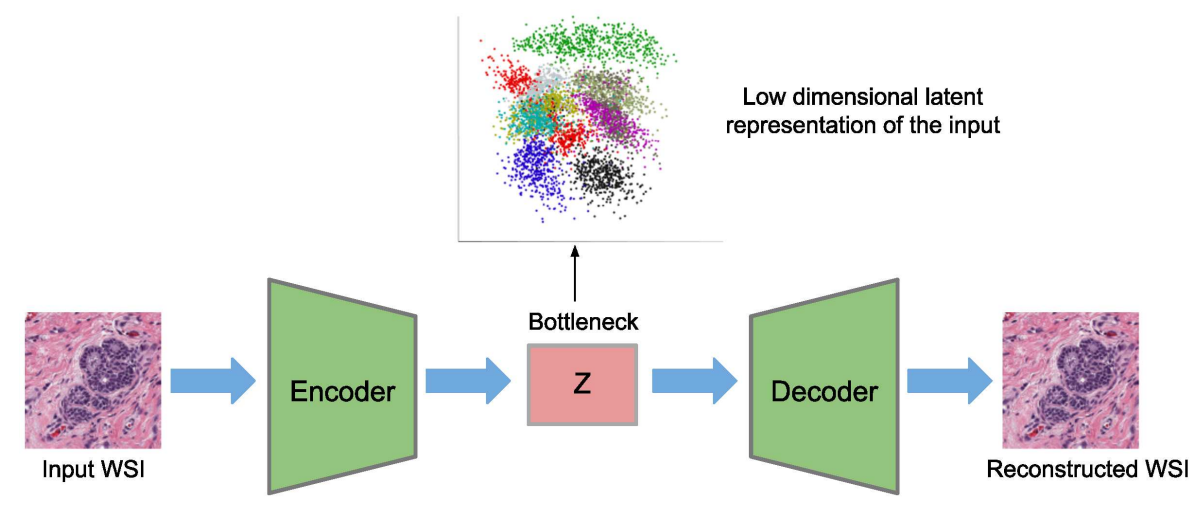 Low dimensional latent
representation of the input
Bottleneck
Encoder
Z
Decoder
Input WSI
Reconstructed WSI